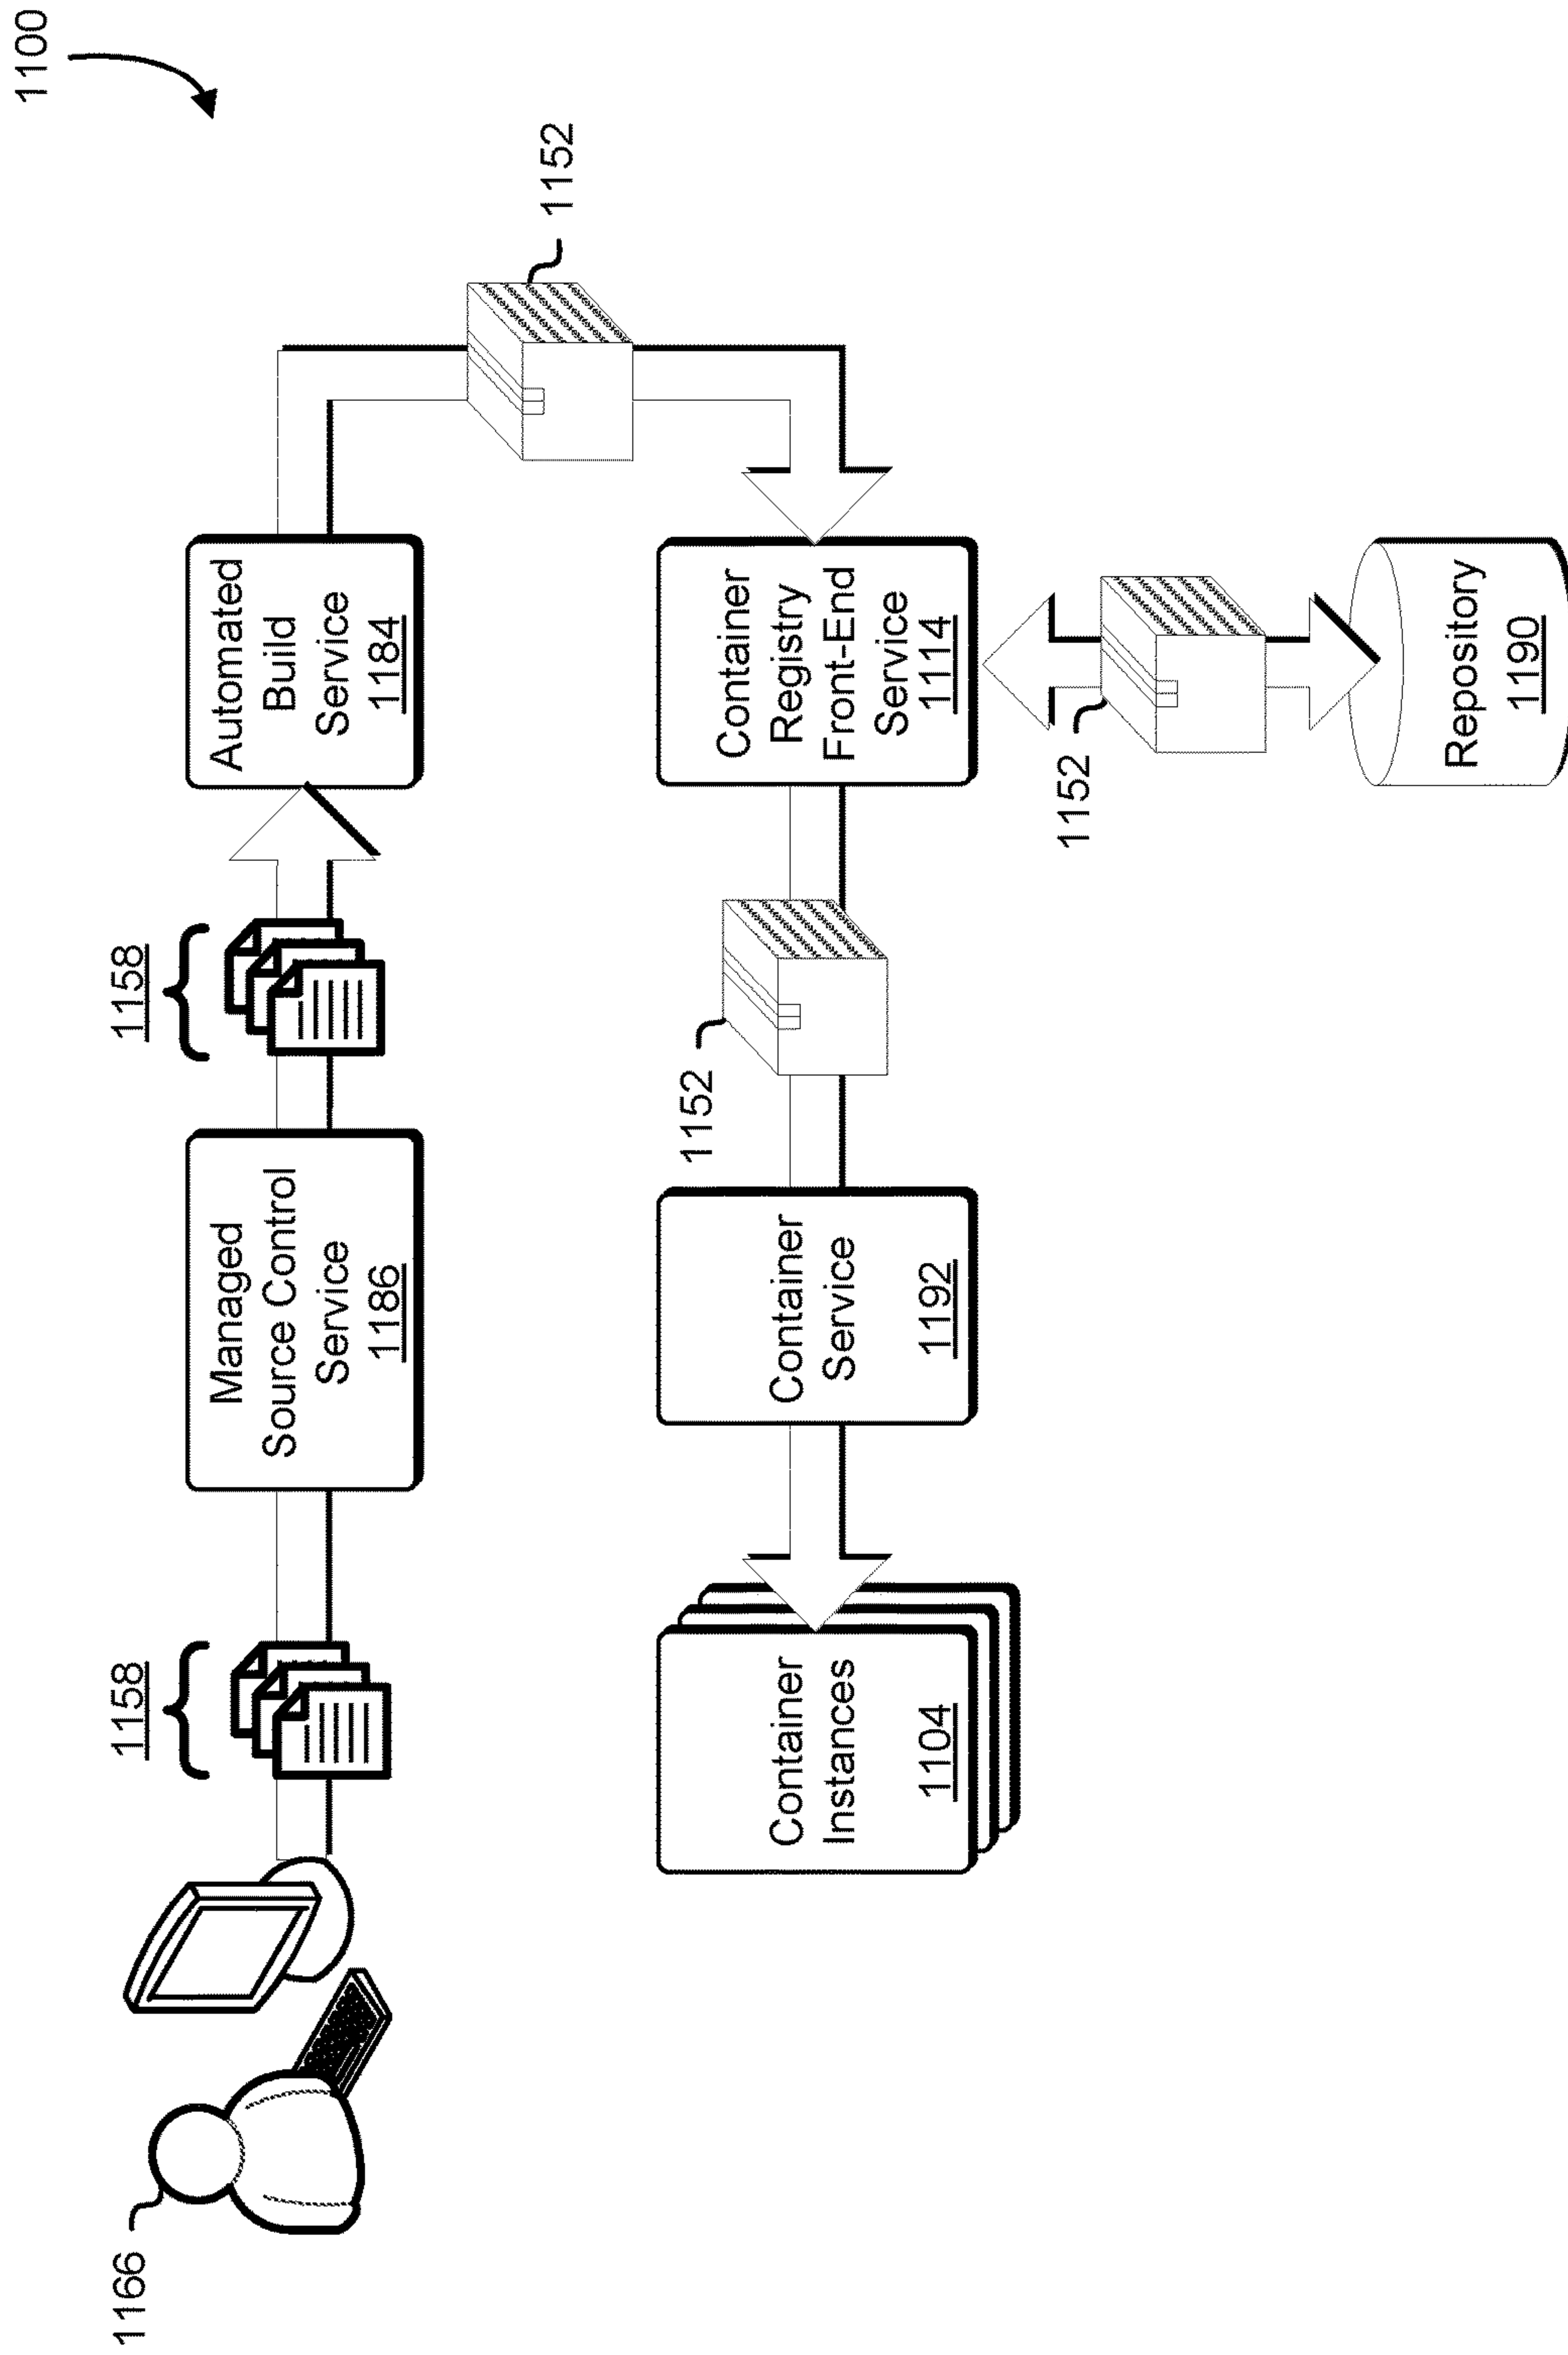 1100
1166
1158
Managed
Source Control
Service
1186
1158
Automated
Build
Service
1184
1152
Container
Registry
Front-End
Service
1114
1152
Container
Service
1192
Container
Instances
1104
1152
Repository
1190